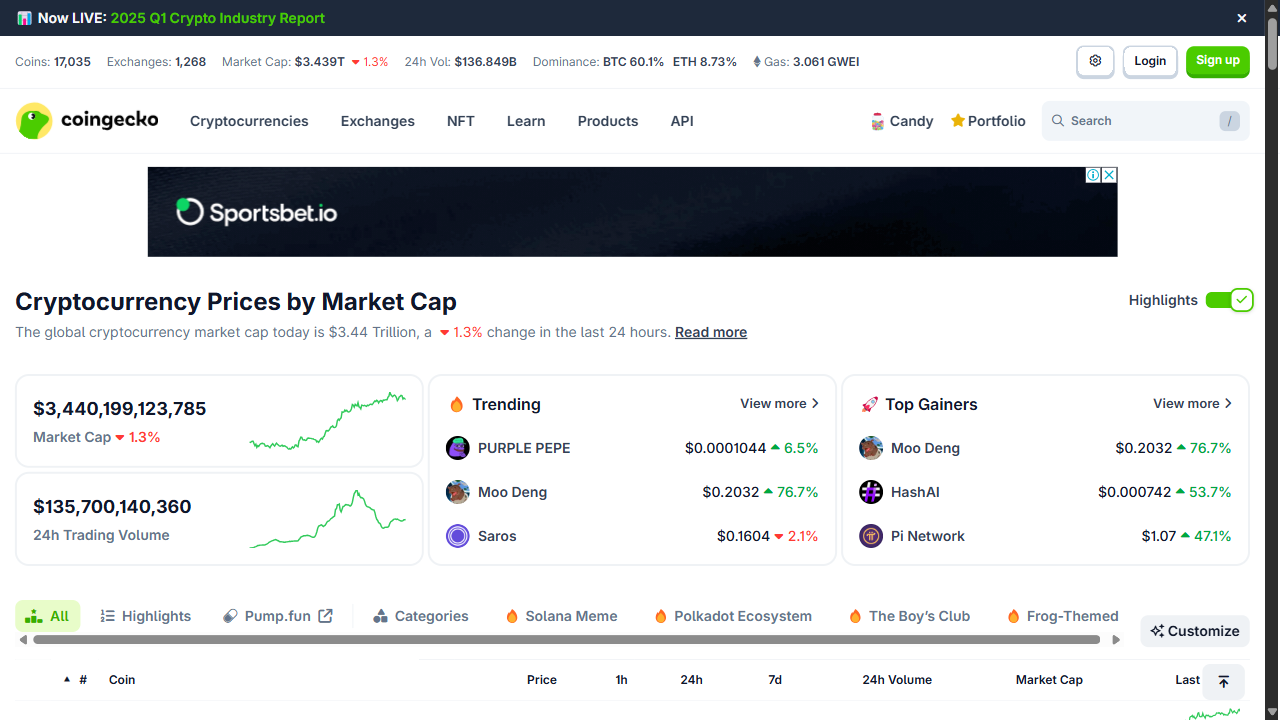 Now LIVE: 2025 Q1 Crypto Industry Report
Coins: 17,035 Exchanges: 1,268 Market Cap: $3.439T 1.3% 24h Vol: $136.849B Dominance: BTC 60.1% ETH 8.73% Gas: 3.061 GWEI Login Sign up
coingecko Cryptocurrencies Exchanges NFT Learn Products API Candy Portfolio Search /
Sportsbet.io
Cryptocurrency Prices by Market Cap Highlights
The global cryptocurrency market cap today is $3.44 Trillion, a 1.3% change in the last 24 hours. Read more
$3,440,199,123,785
Market Cap 1.3%
$135,700,140,360
24h Trading Volume
Trending View more
PURPLE PEPE $0.0001044 6.5%
Moo Deng $0.2032 76.7%
Saros $0.1604 2.1%
Top Gainers View more
Moo Deng $0.2032 76.7%
HashAI $0.000742 53.7%
Pi Network $1.07 47.1%
All Highlights Pump.fun Categories Solana Meme Polkadot Ecosystem The Boy’s Club Frog-Themed
Customize
# Coin Price 1h 24h 7d 24h Volume Market Cap Last